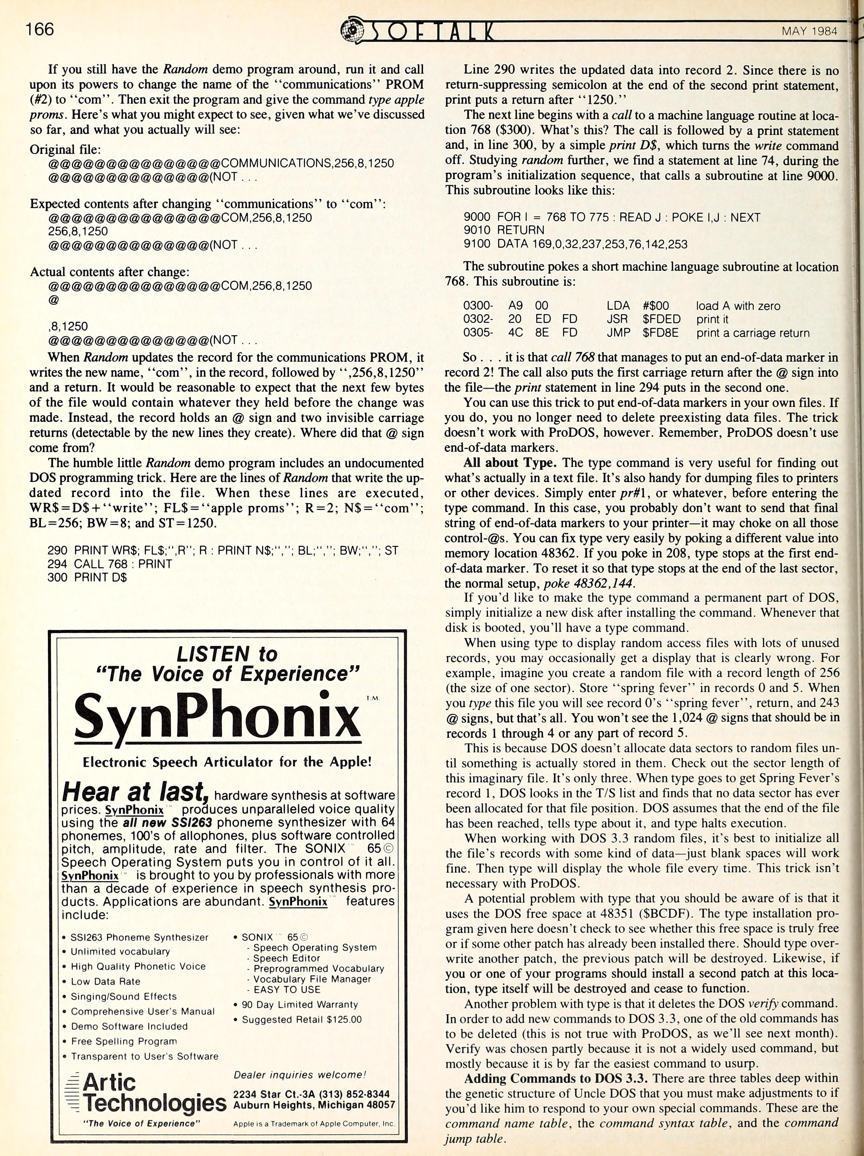 166
SOFTALK
MAY 1984
If you still have the Random demo program around, run it and call
upon its powers to change the name of the "communications" PROM
(#2) to "com". Then exit the program and give the command type apple
proms. Here's what you might expect to see, given what we've discussed
so far, and what you actually will see:
Original file:
@@@@@@@@@@@@@@@@COMMUNICATIONS,256,8,1250
@@@@@@@@@@@@@@@(NOT . . .
Expected contents after changing "communications" to "com":
@@@@@@@@@@@@@@@@COM,256,8,1250
256,8,1250
@@@@@@@@@@@@@@@(NOT . . .
Actual contents after change:
@@@@@@@@@@@@@@@@COM,256,8,1250
@
,8,1250
@@@@@@@@@@@@@@@(NOT . . .
When Random updates the record for the communications PROM, it
writes the new name, "com", in the record, followed by ",256,8,1250"
and a return. It would be reasonable to expect that the next few bytes
of the file would contain whatever they held before the change was
made. Instead, the record holds an @ sign and two invisible carriage
returns (detectable by the new lines they create). Where did that @ sign
come from?
The humble little Random demo program includes an undocumented
DOS programming trick. Here are the lines of Random that write the up-
dated record into the file. When these lines are executed,
WR$=D$+"write"; FL$="apple proms"; R=2; N$="com";
BL=256; BW=8; and ST=1250.
290 PRINT WR$; FL$;",R"; R : PRINT N$;","; BL;","; BW;","; ST
294 CALL 768 : PRINT
300 PRINT D$
LISTEN to
"The Voice of Experience"
SynPhonix™
Electronic Speech Articulator for the Apple!
Hear at last, hardware synthesis at software
prices. SynPhonix™ produces unparalleled voice quality
using the all new SSI263 phoneme synthesizer with 64
phonemes, 100's of allophones, plus software controlled
pitch, amplitude, rate and filter. The SONIX™ 65©
Speech Operating System puts you in control of it all.
SynPhonix™ is brought to you by professionals with more
than a decade of experience in speech synthesis pro-
ducts. Applications are abundant. SynPhonix™ features
include:
• SSI263 Phoneme Synthesizer
• Unlimited vocabulary
• High Quality Phonetic Voice
• Low Data Rate
• Singing/Sound Effects
• Comprehensive User's Manual
• Demo Software Included
• Free Spelling Program
• Transparent to User's Software
• SONIX™ 65©
- Speech Operating System
- Speech Editor
- Preprogrammed Vocabulary
- Vocabulary File Manager
- EASY TO USE
• 90 Day Limited Warranty
• Suggested Retail $125.00
Artic
Technologies
"The Voice of Experience"
Dealer inquiries welcome!
2234 Star Ct.-3A (313) 852-8344
Auburn Heights, Michigan 48057
Apple is a Trademark of Apple Computer, Inc.
Line 290 writes the updated data into record 2. Since there is no
return-suppressing semicolon at the end of the second print statement,
print puts a return after "1250."
The next line begins with a call to a machine language routine at loca-
tion 768 ($300). What's this? The call is followed by a print statement
and, in line 300, by a simple print D$, which turns the write command
off. Studying random further, we find a statement at line 74, during the
program's initialization sequence, that calls a subroutine at line 9000.
This subroutine looks like this:
9000 FOR I = 768 TO 775 : READ J : POKE I,J : NEXT
9010 RETURN
9100 DATA 169,0,32,237,253,76,142,253
The subroutine pokes a short machine language subroutine at location
768. This subroutine is:
0300- A9 00 LDA #$00 load A with zero
0302- 20 ED FD JSR $FDED print it
0305- 4C 8E FD JMP $FD8E print a carriage return
So . . . it is that call 768 that manages to put an end-of-data marker in
record 2! The call also puts the first carriage return after the @ sign into
the file—the print statement in line 294 puts in the second one.
You can use this trick to put end-of-data markers in your own files. If
you do, you no longer need to delete preexisting data files. The trick
doesn't work with ProDOS, however. Remember, ProDOS doesn't use
end-of-data markers.
All about Type. The type command is very useful for finding out
what's actually in a text file. It's also handy for dumping files to printers
or other devices. Simply enter pr#1, or whatever, before entering the
type command. In this case, you probably don't want to send that final
string of end-of-data markers to your printer—it may choke on all those
control-@s. You can fix type very easily by poking a different value into
memory location 48362. If you poke in 208, type stops at the first end-
of-data marker. To reset it so that type stops at the end of the last sector,
the normal setup, poke 48362,144.
If you'd like to make the type command a permanent part of DOS,
simply initialize a new disk after installing the command. Whenever that
disk is booted, you'll have a type command.
When using type to display random access files with lots of unused
records, you may occasionally get a display that is clearly wrong. For
example, imagine you create a random file with a record length of 256
(the size of one sector). Store "spring fever" in records 0 and 5. When
you type this file you will see record 0's "spring fever", return, and 243
@ signs, but that's all. You won't see the 1,024 @ signs that should be in
records 1 through 4 or any part of record 5.
This is because DOS doesn't allocate data sectors to random files un-
til something is actually stored in them. Check out the sector length of
this imaginary file. It's only three. When type goes to get Spring Fever's
record 1, DOS looks in the T/S list and finds that no data sector has ever
been allocated for that file position. DOS assumes that the end of the file
has been reached, tells type about it, and type halts execution.
When working with DOS 3.3 random files, it's best to initialize all
the file's records with some kind of data—just blank spaces will work
fine. Then type will display the whole file every time. This trick isn't
necessary with ProDOS.
A potential problem with type that you should be aware of is that it
uses the DOS free space at 48351 ($BCDF). The type installation pro-
gram given here doesn't check to see whether this free space is truly free
or if some other patch has already been installed there. Should type over-
write another patch, the previous patch will be destroyed. Likewise, if
you or one of your programs should install a second patch at this loca-
tion, type itself will be destroyed and cease to function.
Another problem with type is that it deletes the DOS verify command.
In order to add new commands to DOS 3.3, one of the old commands has
to be deleted (this is not true with ProDOS, as we'll see next month).
Verify was chosen partly because it is not a widely used command, but
mostly because it is by far the easiest command to usurp.
Adding Commands to DOS 3.3. There are three tables deep within
the genetic structure of Uncle DOS that you must make adjustments to if
you'd like him to respond to your own special commands. These are the
command name table, the command syntax table, and the command
jump table.